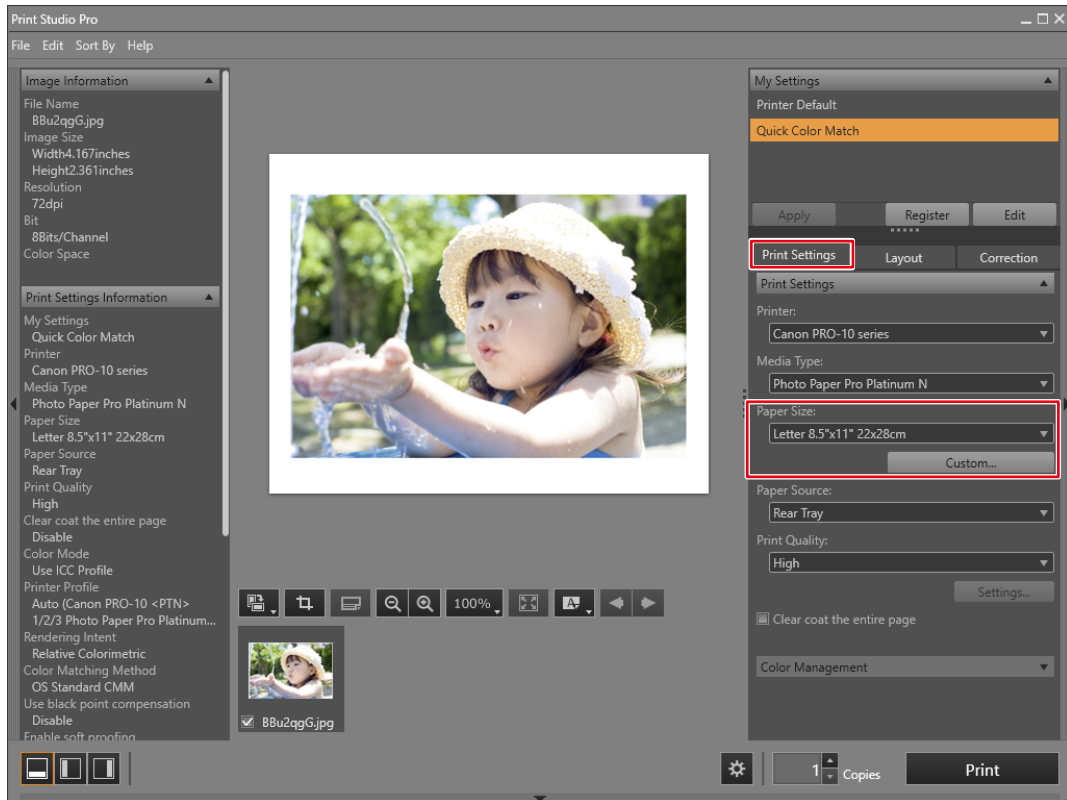 Print Studio Pro
File Edit Sort By Help
Image Information
File Name
BBu2qgG.jpg
Image Size
Width4.167inches
Height2.361inches
Resolution
72dpi
Bit
8Bits/Channel
Color Space
Print Settings Information
My Settings
Quick Color Match
Printer
Canon PRO-10 series
Media Type
Photo Paper Pro Platinum N
Paper Size
Letter 8.5"x11" 22x28cm
Paper Source
Rear Tray
Print Quality
High
Clear coat the entire page
Disable
Color Mode
Use ICC Profile
Printer Profile
Auto (Canon PRO-10 <PTN>
1/2/3 Photo Paper Pro Platinum...
Rendering Intent
Relative Colorimetric
Color Matching Method
OS Standard CMM
Use black point compensation
Disable
Enable soft proofing
100%
A
BBu2qgG.jpg
My Settings
Printer Default
Quick Color Match
Apply Register Edit
Print Settings Layout Correction
Print Settings
Printer:
Canon PRO-10 series
Media Type:
Photo Paper Pro Platinum N
Paper Size:
Letter 8.5"x11" 22x28cm
Custom...
Paper Source:
Rear Tray
Print Quality:
High
Settings...
Clear coat the entire page
Color Management
1 Copies
Print